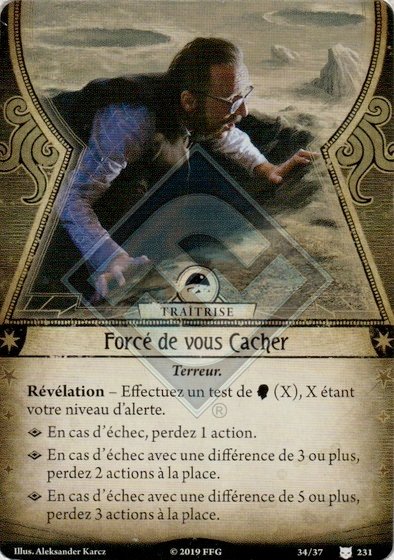 TRAÎTRISE
Forcé de vous Cacher
Terreur.
Révélation – Effectuez un test de (X), X étant
votre niveau d'alerte.
En cas d'échec, perdez 1 action.
En cas d'échec avec une différence de 3 ou plus,
perdez 2 actions à la place.
En cas d'échec avec une différence de 5 ou plus,
perdez 3 actions à la place.
®
Illus. Aleksander Karcz © 2019 FFG 34/37 231